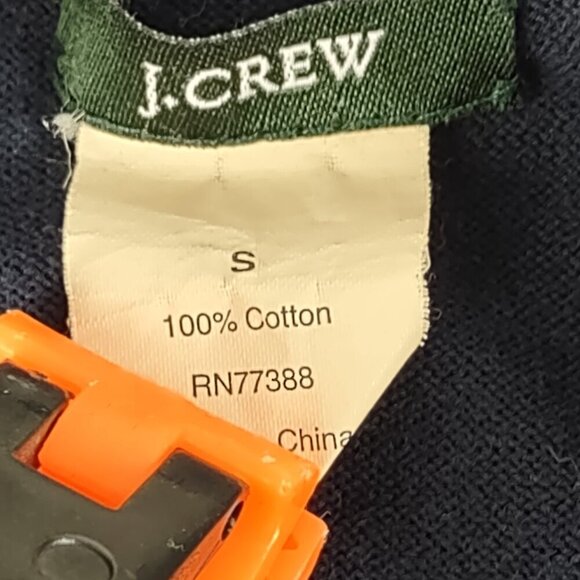 J.CREW
S
100% Cotton
RN77388
China